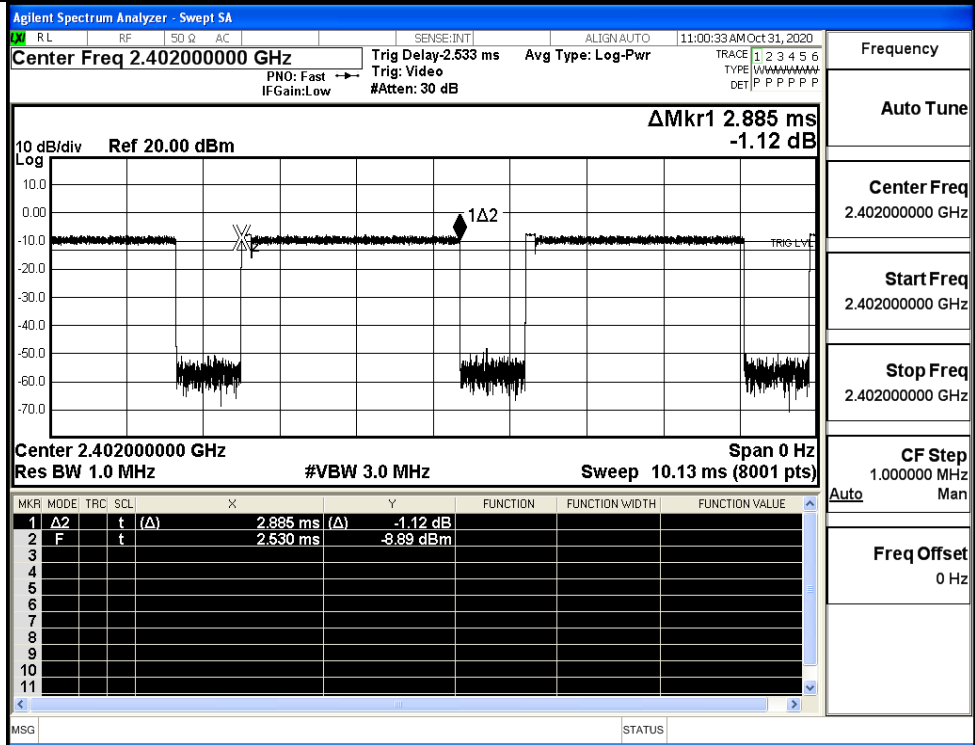 Agilent Spectrum Analyzer - Swept SA
LXI RL RF 50 Ω AC SENSE:INT ALIGNAUTO 11:00:33 AM Oct 31, 2020
Center Freq 2.402000000 GHz Trig Delay-2.533 ms Avg Type: Log-Pwr TRACE 1 2 3 4 5 6
PNO: Fast Trig: Video TYPE WWWWWW
IFGain:Low #Atten: 30 dB DET P P P P P P
ΔMkr1 2.885 ms
-1.12 dB
10 dB/div Ref 20.00 dBm
Log
10.0
0.00
-10.0
-20.0
-30.0
-40.0
-50.0
-60.0
-70.0
1Δ2
TRIG LVL
Center 2.402000000 GHz Span 0 Hz
Res BW 1.0 MHz #VBW 3.0 MHz Sweep 10.13 ms (8001 pts)
MKR MODE TRC SCL X Y FUNCTION FUNCTION WIDTH FUNCTION VALUE
1 Δ2 t (Δ) 2.885 ms (Δ) -1.12 dB
2 F t 2.530 ms -8.89 dBm
3
4
5
6
7
8
9
10
11
MSG STATUS
Frequency
Auto Tune
Center Freq
2.402000000 GHz
Start Freq
2.402000000 GHz
Stop Freq
2.402000000 GHz
CF Step
1.000000 MHz
Auto Man
Freq Offset
0 Hz